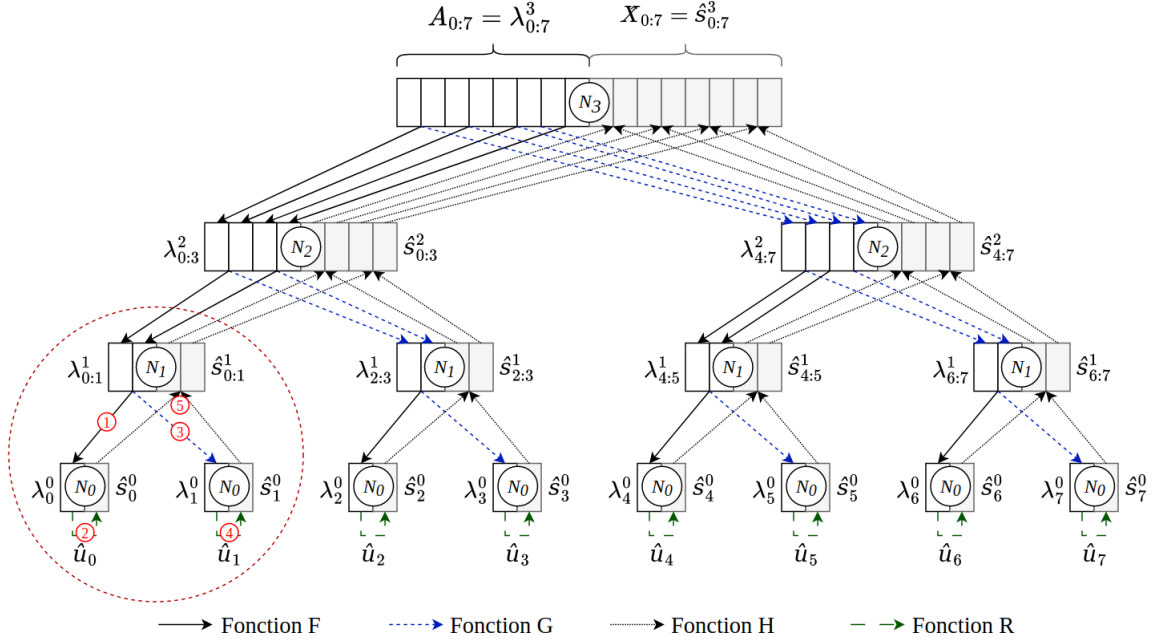 A_{0:7} = λ^3_{0:7} X_{0:7} = ŝ^3_{0:7}
N_3
λ^2_{0:3} N_2 ŝ^2_{0:3} λ^2_{4:7} N_2 ŝ^2_{4:7}
λ^1_{0:1} N_1 ŝ^1_{0:1} λ^1_{2:3} N_1 ŝ^1_{2:3} λ^1_{4:5} N_1 ŝ^1_{4:5} λ^1_{6:7} N_1 ŝ^1_{6:7}
⑤
①
③
λ^0_0 N_0 ŝ^0_0 λ^0_1 N_0 ŝ^0_1 λ^0_2 N_0 ŝ^0_2 λ^0_3 N_0 ŝ^0_3 λ^0_4 N_0 ŝ^0_4 λ^0_5 N_0 ŝ^0_5 λ^0_6 N_0 ŝ^0_6 λ^0_7 N_0 ŝ^0_7
② ④
û_0 û_1 û_2 û_3 û_4 û_5 û_6 û_7
Fonction F Fonction G Fonction H Fonction R